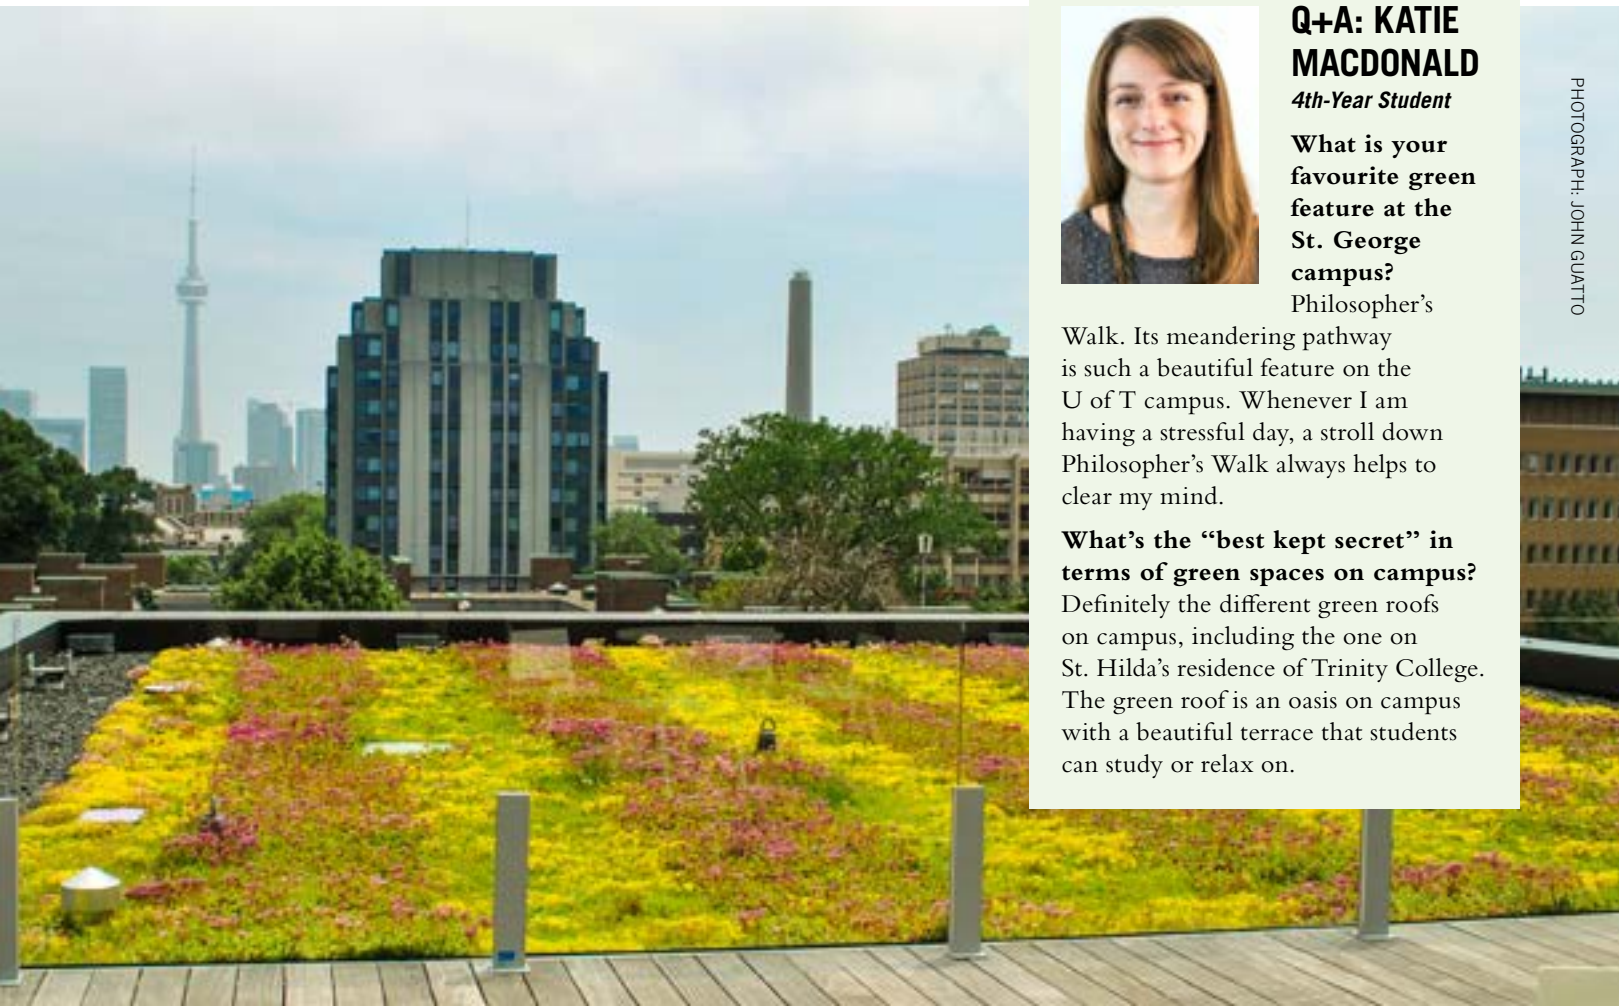 Q+A: KATIE
MACDONALD
4th-Year Student
What is your
favourite green
feature at the
St. George
campus?
Philosopher’s
Walk. Its meandering pathway
is such a beautiful feature on the
U of T campus. Whenever I am
having a stressful day, a stroll down
Philosopher’s Walk always helps to
clear my mind.
What’s the “best kept secret” in
terms of green spaces on campus?
Definitely the different green roofs
on campus, including the one on
St. Hilda’s residence of Trinity College.
The green roof is an oasis on campus
with a beautiful terrace that students
can study or relax on.
PHOTOGRAPH: JOHN GUATTO